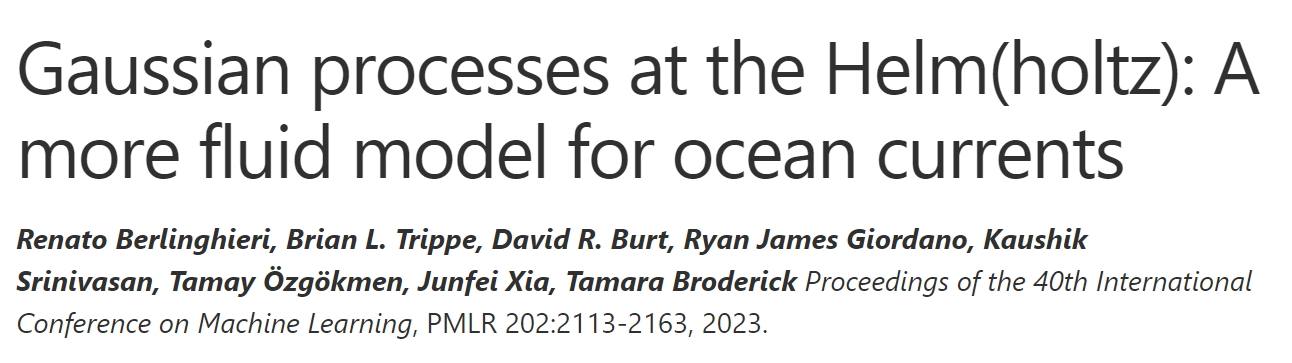 Gaussian processes at the Helm(holtz): A
more fluid model for ocean currents
Renato Berlinghieri, Brian L. Trippe, David R. Burt, Ryan James Giordano, Kaushik
Srinivasan, Tamay Özgökmen, Junfei Xia, Tamara Broderick Proceedings of the 40th International
Conference on Machine Learning, PMLR 202:2113-2163, 2023.